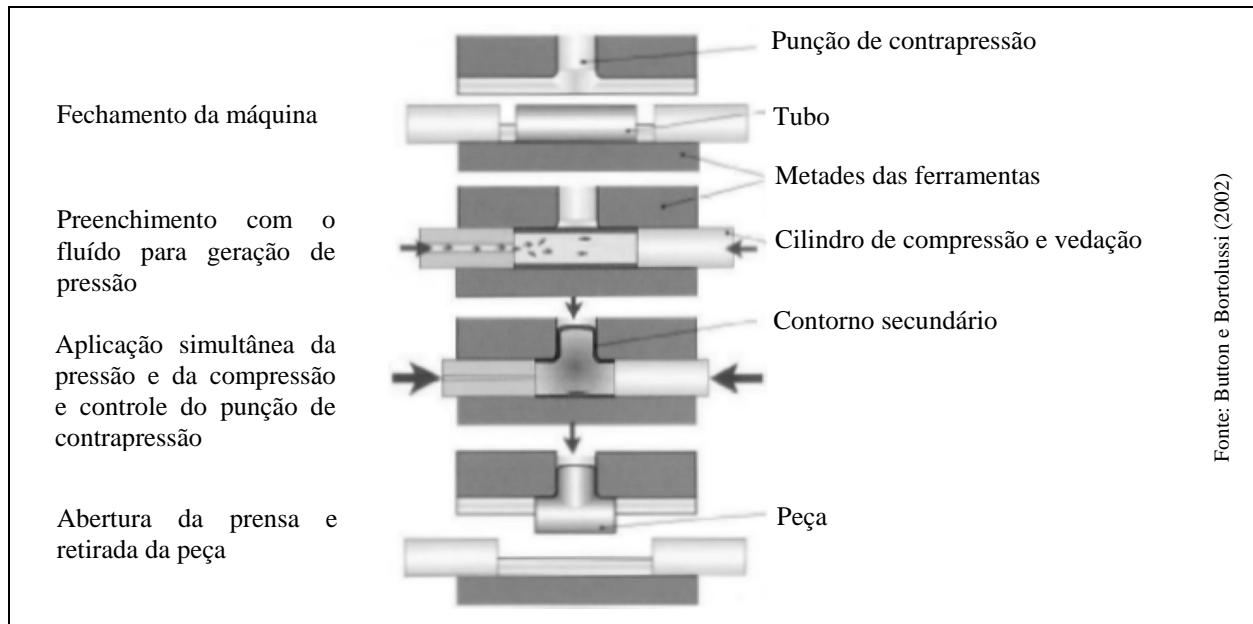 Punção de contrapressão
Fechamento da máquina
Tubo
Metades das ferramentas
Preenchimento com o
fluído para geração de
pressão
Cilindro de compressão e vedação
Contorno secundário
Aplicação simultânea da
pressão e da compressão
e controle do punção de
contrapressão
Abertura da prensa e
retirada da peça
Peça
Fonte: Button e Bortolussi (2002)